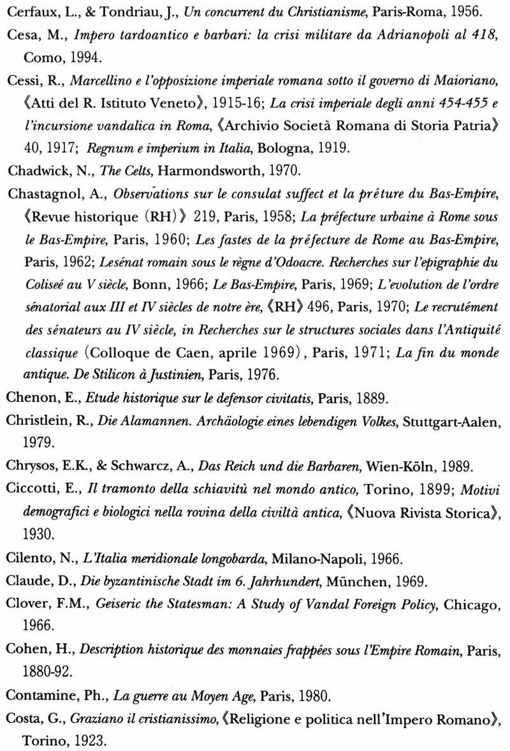 Cerfaux, L., & Tondriau, J., Un concurrent du Christianisme, Paris-Roma, 1956.
Cesa, M., Impero tardoantico e barbari: la crisi militare da Adrianopoli al 418,
Como, 1994.
Cessi, R., Marcellino e l'opposizione imperiale romana sotto il governo di Maioriano,
《Atti del R. Istituto Veneto》, 1915-16; La crisi imperiale degli anni 454-455 e
l'incursione vandalica in Roma, 《Archivio Società Romana di Storia Patria》
40, 1917; Regnum e imperium in Italia, Bologna, 1919.
Chadwick, N., The Celts, Harmondsworth, 1970.
Chastagnol, A., Observations sur le consulat suffect et la préture du Bas-Empire,
《Revue historique (RH)》 219, Paris, 1958; La préfecture urbaine à Rome sous
le Bas-Empire, Paris, 1960; Les fastes de la préfecture de Rome au Bas-Empire,
Paris, 1962; Lesénat romain sous le règne d'Odoacre. Recherches sur l'epigraphie du
Coliseé au V siècle, Bonn, 1966; Le Bas-Empire, Paris, 1969; L'evolution de l'ordre
sénatorial aux III et IV siècles de notre ère, 《RH》 496, Paris, 1970; Le recrutément
des sénateurs au IV siècle, in Recherches sur le structures sociales dans l'Antiquité
classique (Colloque de Caen, aprile 1969), Paris, 1971; La fin du monde
antique. De Stilicon à Justinien, Paris, 1976.
Chenon, E., Etude historique sur le defensor civitatis, Paris, 1889.
Christlein, R., Die Alamannen. Archäologie eines lebendigen Volkes, Stuttgart-Aalen,
1979.
Chrysos, E.K., & Schwarcz, A., Das Reich und die Barbaren, Wien-Köln, 1989.
Ciccotti, E., Il tramonto della schiavitù nel mondo antico, Torino, 1899; Motivi
demografici e biologici nella rovina della civiltà antica, 《Nuova Rivista Storica》,
1930.
Cilento, N., L'Italia meridionale longobarda, Milano-Napoli, 1966.
Claude, D., Die byzantinische Stadt im 6. Jahrhundert, München, 1969.
Clover, F.M., Geiseric the Statesman: A Study of Vandal Foreign Policy, Chicago,
1966.
Cohen, H., Description historique des monnaies frappées sous l'Empire Romain, Paris,
1880-92.
Contamine, Ph., La guerre au Moyen Age, Paris, 1980.
Costa, G., Graziano il cristianissimo, 《Religione e politica nell'Impero Romano》,
Torino, 1923.